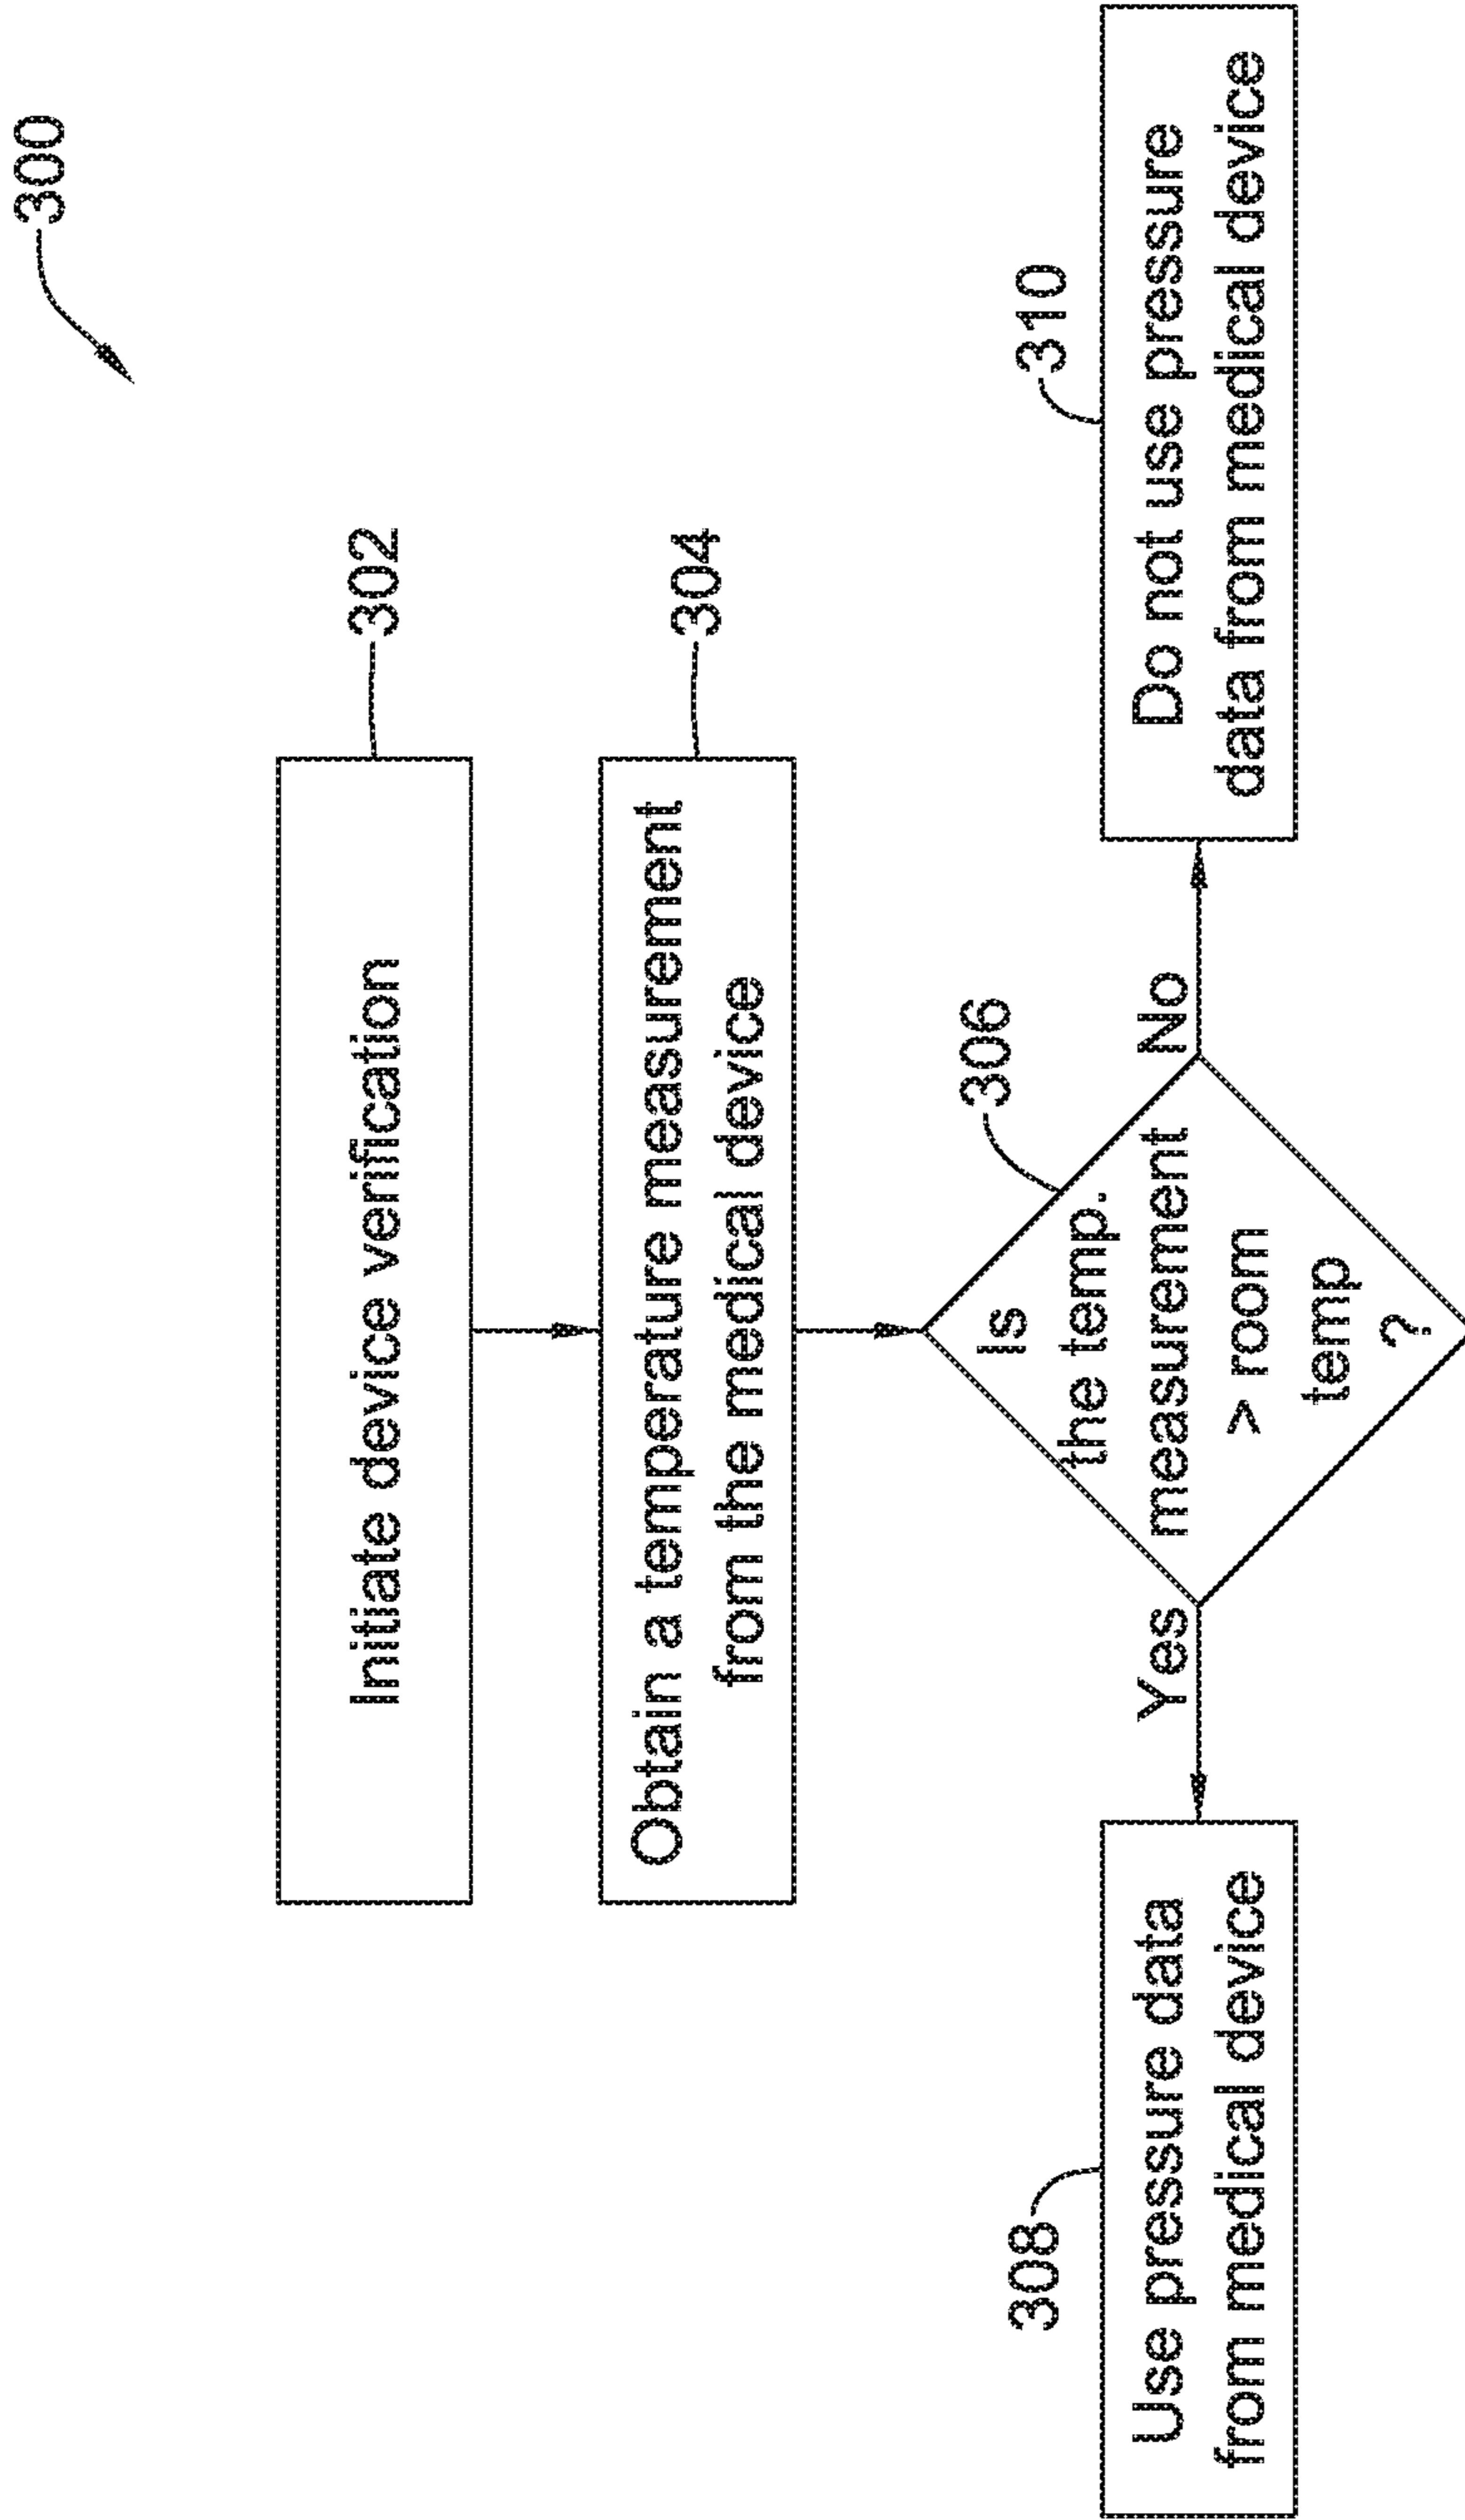 300
Initiate device verification
302
Obtain a temperature measurement
from the medical device
304
Is
the temp.
measurement
> room
temp
?
306
Yes
No
308
Use pressure data
from medical device
310
Do not use pressure
data from medical device